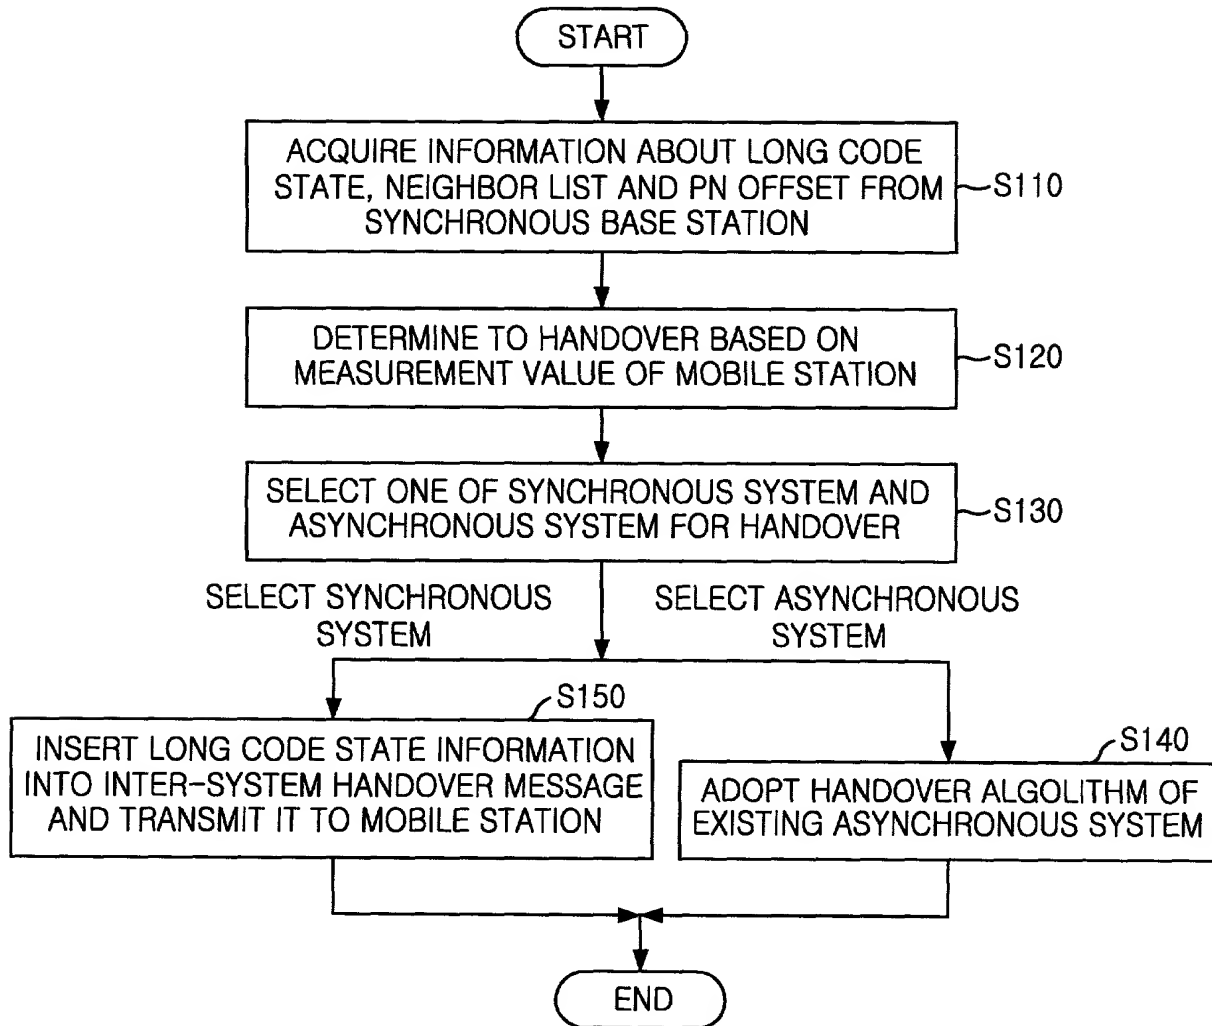 START
ACQUIRE INFORMATION ABOUT LONG CODE
STATE, NEIGHBOR LIST AND PN OFFSET FROM
SYNCHRONOUS BASE STATION
S110
DETERMINE TO HANDOVER BASED ON
MEASUREMENT VALUE OF MOBILE STATION
S120
SELECT ONE OF SYNCHRONOUS SYSTEM AND
ASYNCHRONOUS SYSTEM FOR HANDOVER
S130
SELECT SYNCHRONOUS
SYSTEM
SELECT ASYNCHRONOUS
SYSTEM
S150
INSERT LONG CODE STATE INFORMATION
INTO INTER-SYSTEM HANDOVER MESSAGE
AND TRANSMIT IT TO MOBILE STATION
S140
ADOPT HANDOVER ALGOLITHM OF
EXISTING ASYNCHRONOUS SYSTEM
END